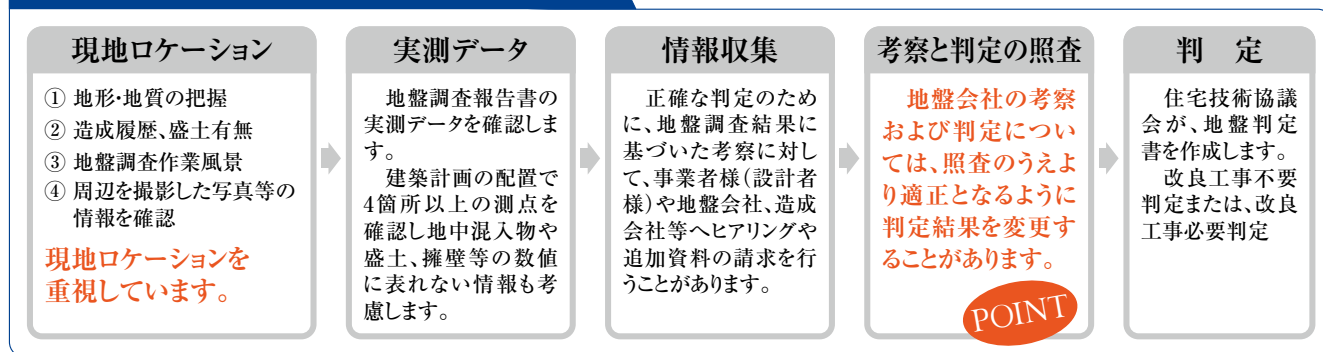 現地ロケーション
① 地形・地質の把握
② 造成履歴、盛土有無
③ 地盤調査作業風景
④ 周辺を撮影した写真等の
情報を確認
現地ロケーションを
重視しています。
実測データ
地盤調査報告書の
実測データを確認しま
す。
建築計画の配置で
4箇所以上の測点を
確認し地中混入物や
盛土、擁壁等の数値
に表れない情報も考
慮します。
情報収集
正確な判定のため
に、地盤調査結果に
基づいた考察に対し
て、事業者様(設計者
様)や地盤会社、造成
会社等へヒアリングや
追加資料の請求を行
うことがあります。
考察と判定の照査
地盤会社の考察
および判定につい
ては、照査のうえよ
り適正となるように
判定結果を変更す
ることがあります。
POINT
判 定
住宅技術協議
会が、地盤判定
書を作成します。
改良工事不要
判定または、改良
工事必要判定